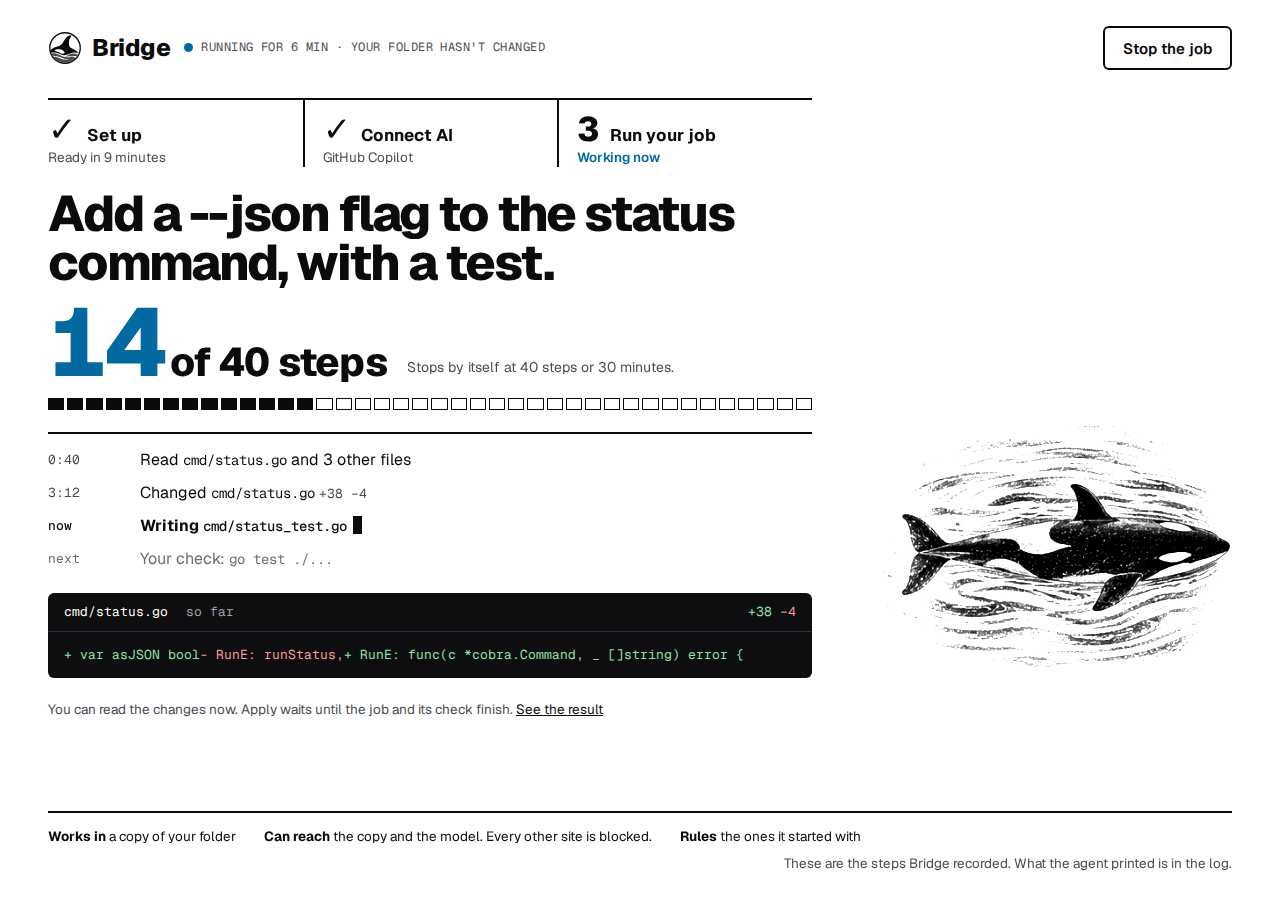 Bridge
RUNNING FOR 6 MIN · YOUR FOLDER HASN'T CHANGED
Stop the job
✓ Set up
Ready in 9 minutes
✓ Connect AI
GitHub Copilot
3 Run your job
Working now
Add a --json flag to the status
command, with a test.
14 of 40 steps
Stops by itself at 40 steps or 30 minutes.
0:40 Read cmd/status.go and 3 other files
3:12 Changed cmd/status.go +38 −4
now Writing cmd/status_test.go
next Your check: go test ./...
cmd/status.go so far +38 −4
+ var asJSON bool- RunE: runStatus,+ RunE: func(c *cobra.Command, _ []string) error {
You can read the changes now. Apply waits until the job and its check finish. See the result
Works in a copy of your folder Can reach the copy and the model. Every other site is blocked. Rules the ones it started with
These are the steps Bridge recorded. What the agent printed is in the log.